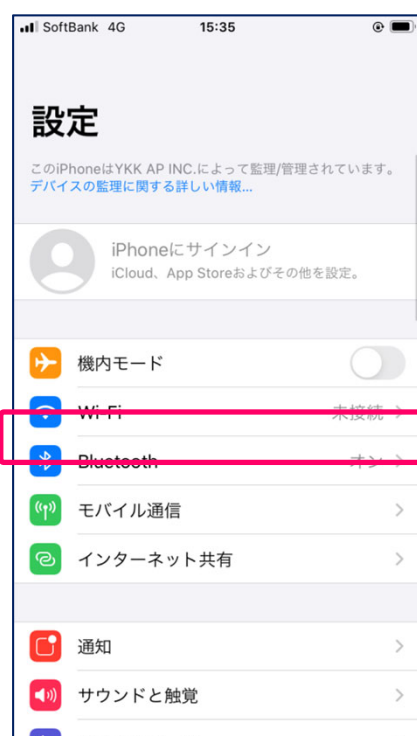 SoftBank 4G 15:35
設定
このiPhoneはYKK AP INC.によって監理/管理されています。
デバイスの監理に関する詳しい情報...
iPhoneにサインイン
iCloud、App Storeおよびその他を設定。
機内モード
Wi-Fi 未接続
Bluetooth オン
モバイル通信
インターネット共有
通知
サウンドと触覚